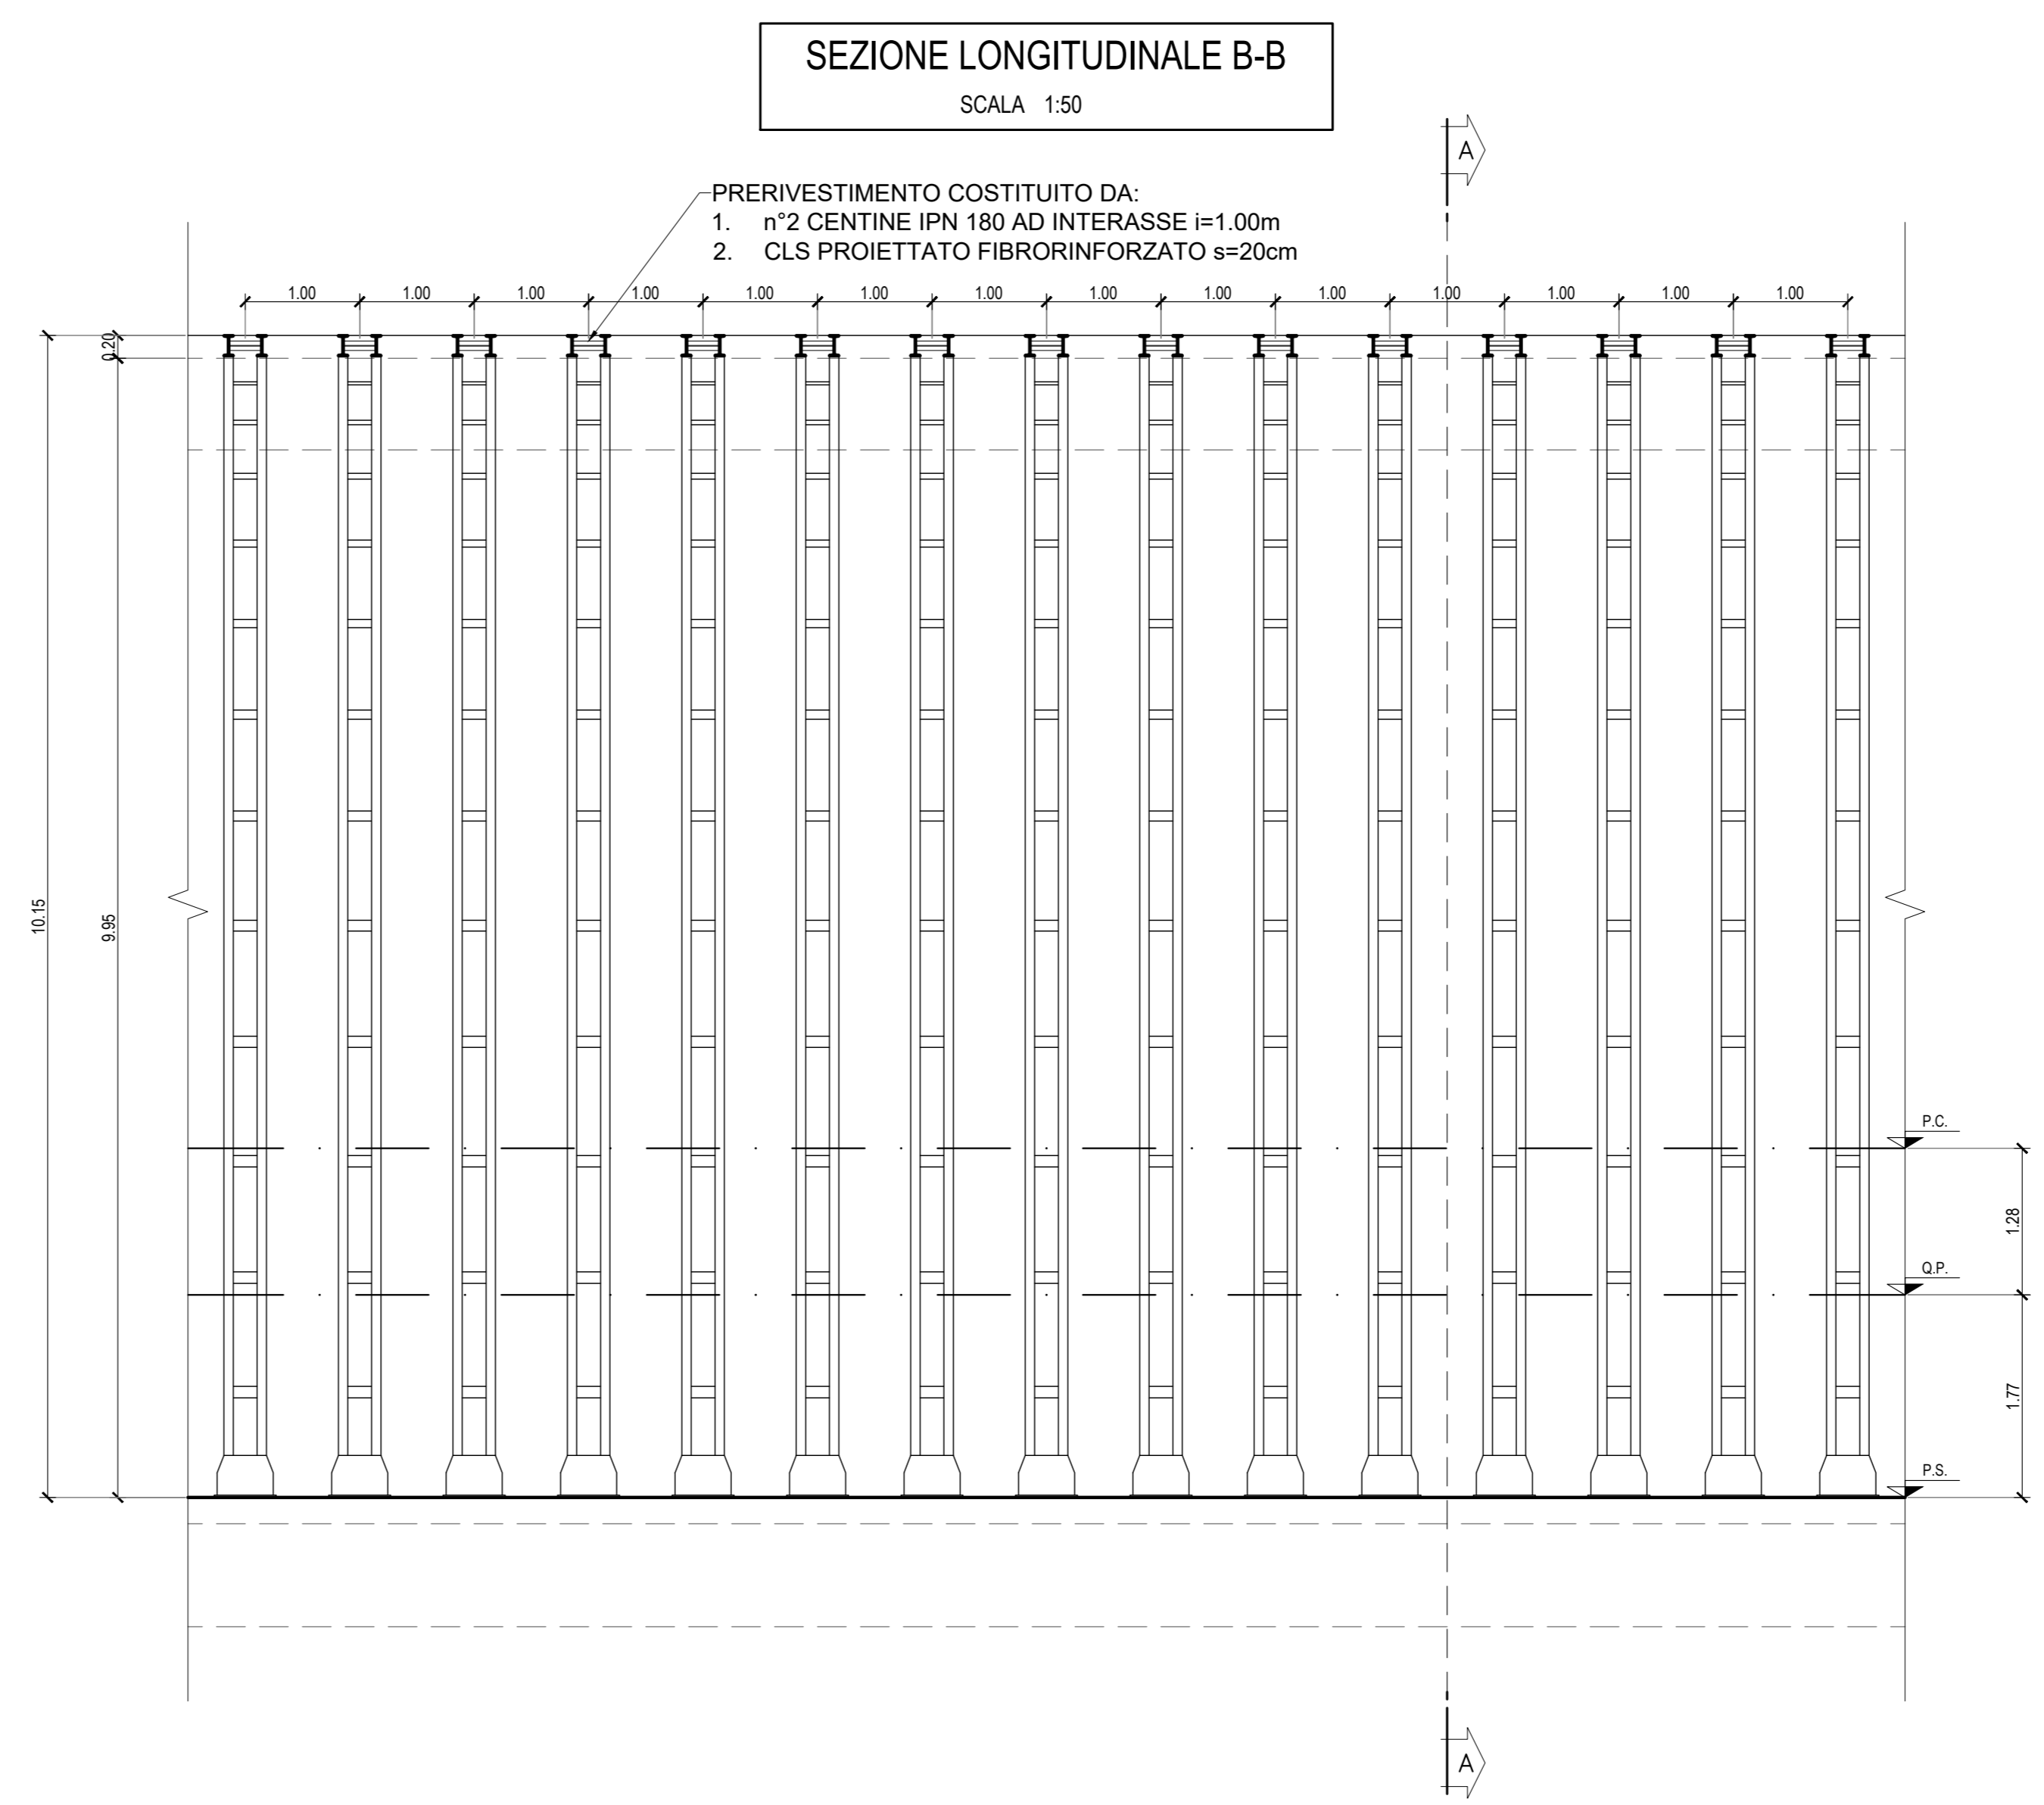 SEZIONE LONGITUDINALE B-B
SCALA 1:50
A
PRERIVESTIMENTO COSTITUITO DA:
1. n°2 CENTINE IPN 180 AD INTERASSE i=1.00m
2. CLS PROIETTATO FIBRORINFORZATO s=20cm
1.00 1.00 1.00 1.00 1.00 1.00 1.00 1.00 1.00 1.00 1.00 1.00 1.00 1.00
0.20
10.15
9.95
P.C.
1.28
Q.P.
1.77
P.S.
A